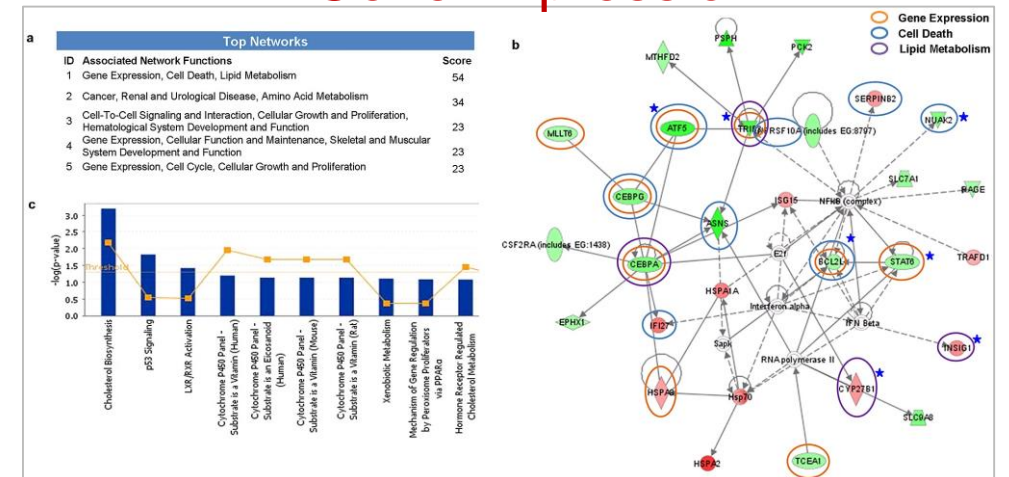 a
Top Networks
ID Associated Network Functions Score
1 Gene Expression, Cell Death, Lipid Metabolism 54
2 Cancer, Renal and Urological Disease, Amino Acid Metabolism 34
3 Cell-To-Cell Signaling and Interaction, Cellular Growth and Proliferation,
Hematological System Development and Function 23
4 Gene Expression, Cellular Function and Maintenance, Skeletal and Muscular
System Development and Function 23
5 Gene Expression, Cell Cycle, Cellular Growth and Proliferation 23
c
-log(p-value)
3.0
2.5
2.0
1.5
1.0
0.5
0.0
Threshold
Cholesterol Biosynthesis
p53 Signaling
LXR/RXR Activation
Cytochrome P450 Panel -
Substrate is a Vitamin (Human)
Cytochrome P450 Panel -
Substrate is an Eicosanoid
(Human)
Cytochrome P450 Panel -
Substrate is a Vitamin (Mouse)
Cytochrome P450 Panel -
Substrate is a Vitamin (Rat)
Xenobiotic Metabolism
Mechanism of Gene Regulation
by Peroxisome Proliferators
via PPARα
Hormone Receptor Regulated
Cholesterol Metabolism
b
Gene Expression
Cell Death
Lipid Metabolism
PSPH
MTHFD2
PCK2
SERPINB2
NUAK2
MLLT6
ATF5
(includes EG:8797)
SLC7A1
RAGE
CEBPG
ISG15
NFkB (complex)
ASNS
CSF2RA (includes EG:1438)
CEBPA
E2f
BCL2L
STAT6
TRAFD1
HSPA1A
Interferon alpha
EPHX1
IFI27
IFN Beta
Sapk
INSIG1
RNA polymerase II
Hsp70
CYP27B1
SLC9A8
HSPA2
TCEA1